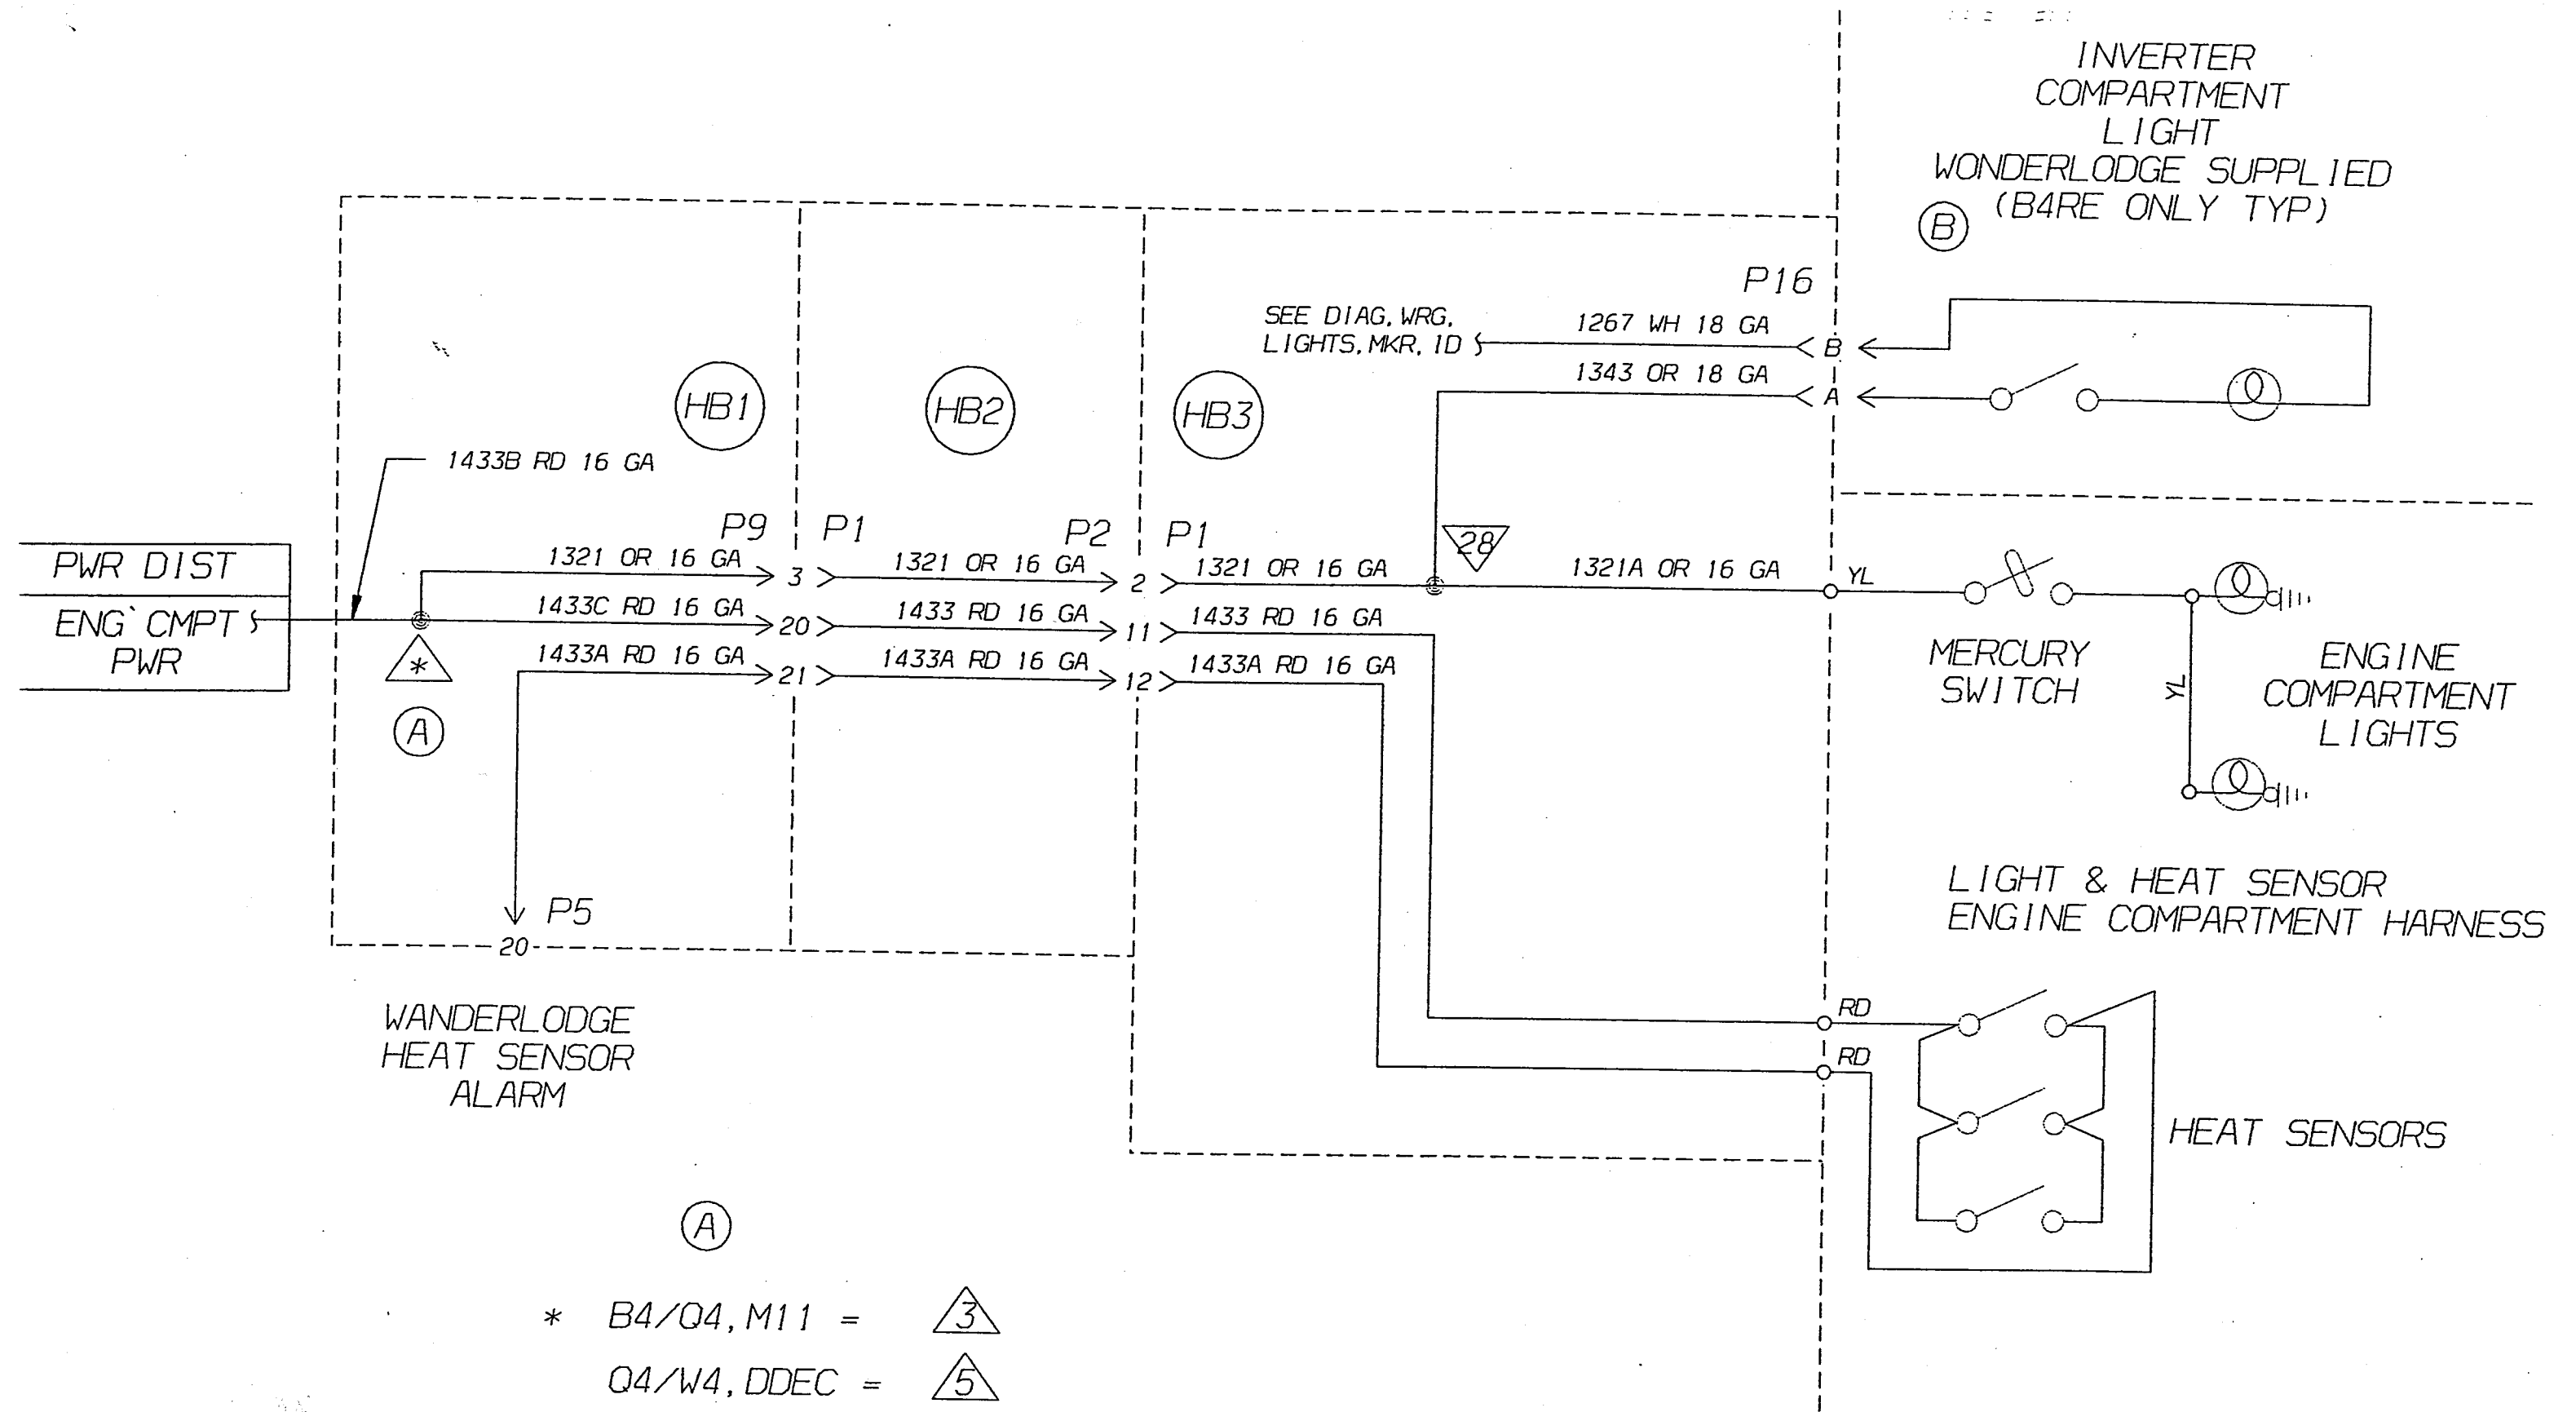 INVERTER
COMPARTMENT
LIGHT
WONDERLODGE SUPPLIED
(B4RE ONLY TYP)
B
P16
SEE DIAG, WRG,
LIGHTS, MKR, ID
1267 WH 18 GA
B
1343 OR 18 GA
A
HB1
HB2
HB3
1433B RD 16 GA
P9
P1
P2
P1
28
PWR DIST
ENG` CMPT
PWR
1321 OR 16 GA
3
1321 OR 16 GA
2
1321 OR 16 GA
1321A OR 16 GA
YL
1433C RD 16 GA
20
1433 RD 16 GA
11
1433 RD 16 GA
1433A RD 16 GA
21
1433A RD 16 GA
12
1433A RD 16 GA
*
A
MERCURY
SWITCH
YL
ENGINE
COMPARTMENT
LIGHTS
P5
20
LIGHT & HEAT SENSOR
ENGINE COMPARTMENT HARNESS
WANDERLODGE
HEAT SENSOR
ALARM
RD
RD
HEAT SENSORS
A
* B4/Q4, M11 = 3
Q4/W4, DDEC = 5